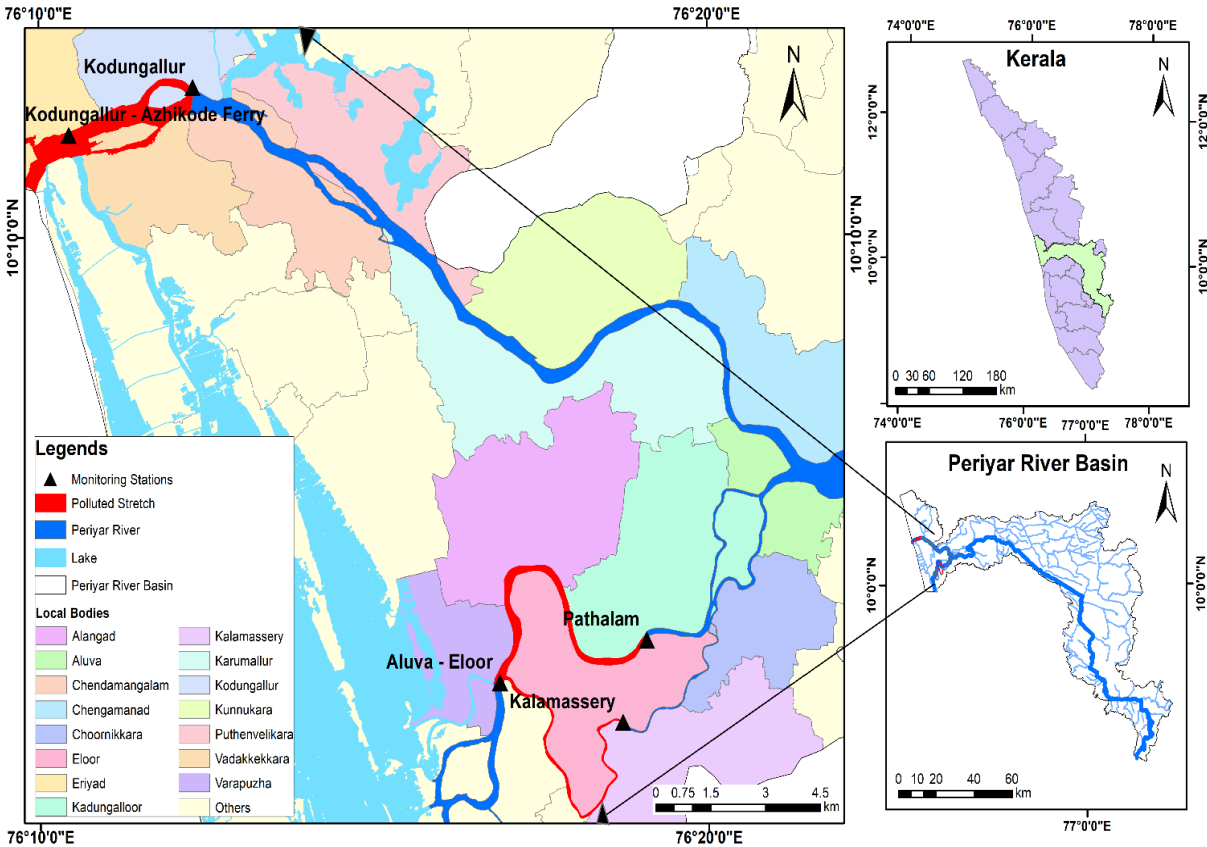 76°10'0"E
76°20'0"E
10°10'0"N
10°10'0"N
76°10'0"E
76°20'0"E
N
Kodungallur
Kodungallur - Azhikode Ferry
Pathalam
Aluva - Eloor
Kalamassery
0 0.75 1.5 3 4.5
km
Legends
Monitoring Stations
Polluted Stretch
Periyar River
Lake
Periyar River Basin
Local Bodies
Alangad
Aluva
Chendamangalam
Chengamanad
Choornikkara
Eloor
Eriyad
Kadungalloor
Kalamassery
Karumallur
Kodungallur
Kunnukara
Puthenvelikara
Vadakkekkara
Varapuzha
Others
74°0'0"E
76°0'0"E
78°0'0"E
Kerala
N
12°0'0"N
12°0'0"N
10°0'0"N
10°0'0"N
0 30 60 120 180
km
74°0'0"E
76°0'0"E
78°0'0"E
77°0'0"E
Periyar River Basin
N
10°0'0"N
10°0'0"N
0 10 20 40 60
km
77°0'0"E